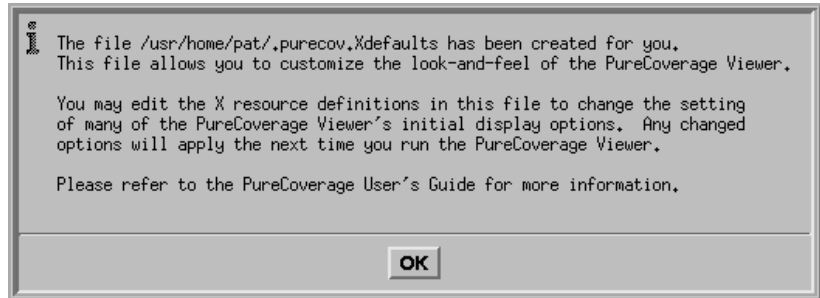 The file /usr/home/pat/.purecov.Xdefaults has been created for you.
This file allows you to customize the look-and-feel of the PureCoverage Viewer.
You may edit the X resource definitions in this file to change the setting
of many of the PureCoverage Viewer's initial display options.  Any changed
options will apply the next time you run the PureCoverage Viewer.
Please refer to the PureCoverage User's Guide for more information.
OK